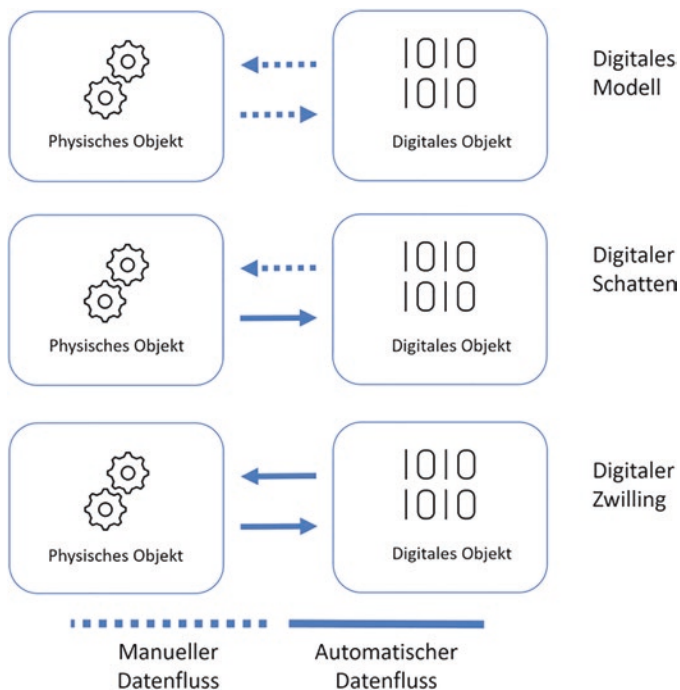 1010
1010
Physisches Objekt
Digitales Objekt
Digitales
Modell
1010
1010
Physisches Objekt
Digitales Objekt
Digitaler
Schatten
1010
1010
Physisches Objekt
Digitales Objekt
Digitaler
Zwilling
Manueller
Datenfluss
Automatischer
Datenfluss